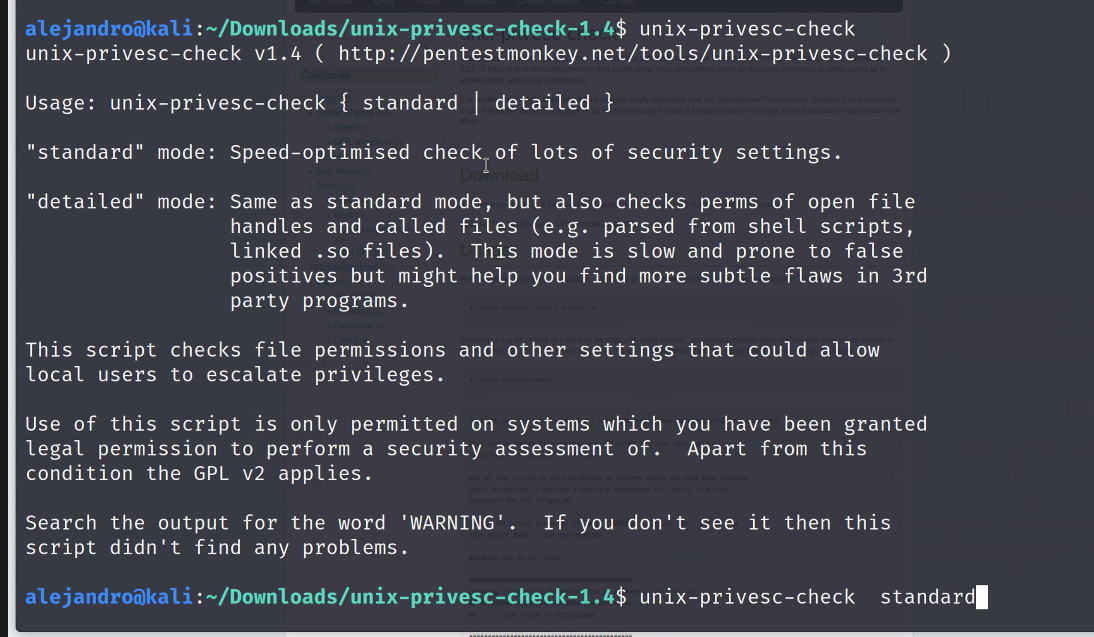 alejandro@kali:~/Downloads/unix-privesc-check-1.4$ unix-privesc-check
unix-privesc-check v1.4 ( http://pentestmonkey.net/tools/unix-privesc-check )
Usage: unix-privesc-check { standard | detailed }
"standard" mode: Speed-optimised check of lots of security settings.
"detailed" mode: Same as standard mode, but also checks perms of open file
handles and called files (e.g. parsed from shell scripts,
linked .so files).  This mode is slow and prone to false
positives but might help you find more subtle flaws in 3rd
party programs.
This script checks file permissions and other settings that could allow
local users to escalate privileges.
Use of this script is only permitted on systems which you have been granted
legal permission to perform a security assessment of.  Apart from this
condition the GPL v2 applies.
Search the output for the word 'WARNING'.  If you don't see it then this
script didn't find any problems.
alejandro@kali:~/Downloads/unix-privesc-check-1.4$ unix-privesc-check  standard